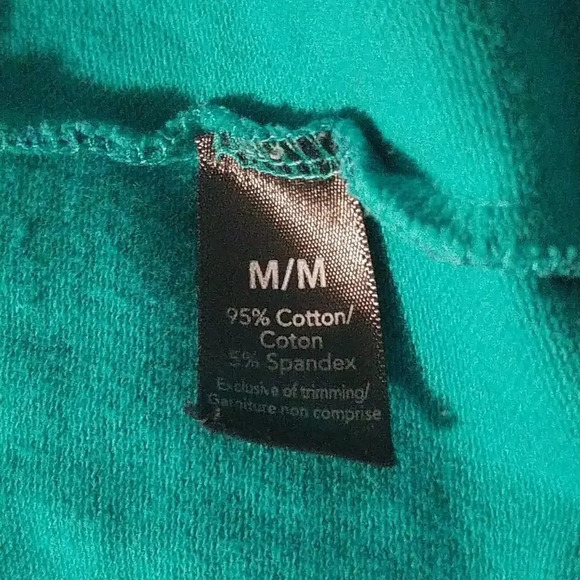 M/M
95% Cotton/
Coton
5% Spandex
Exclusive of trimming/
Garniture non comprise